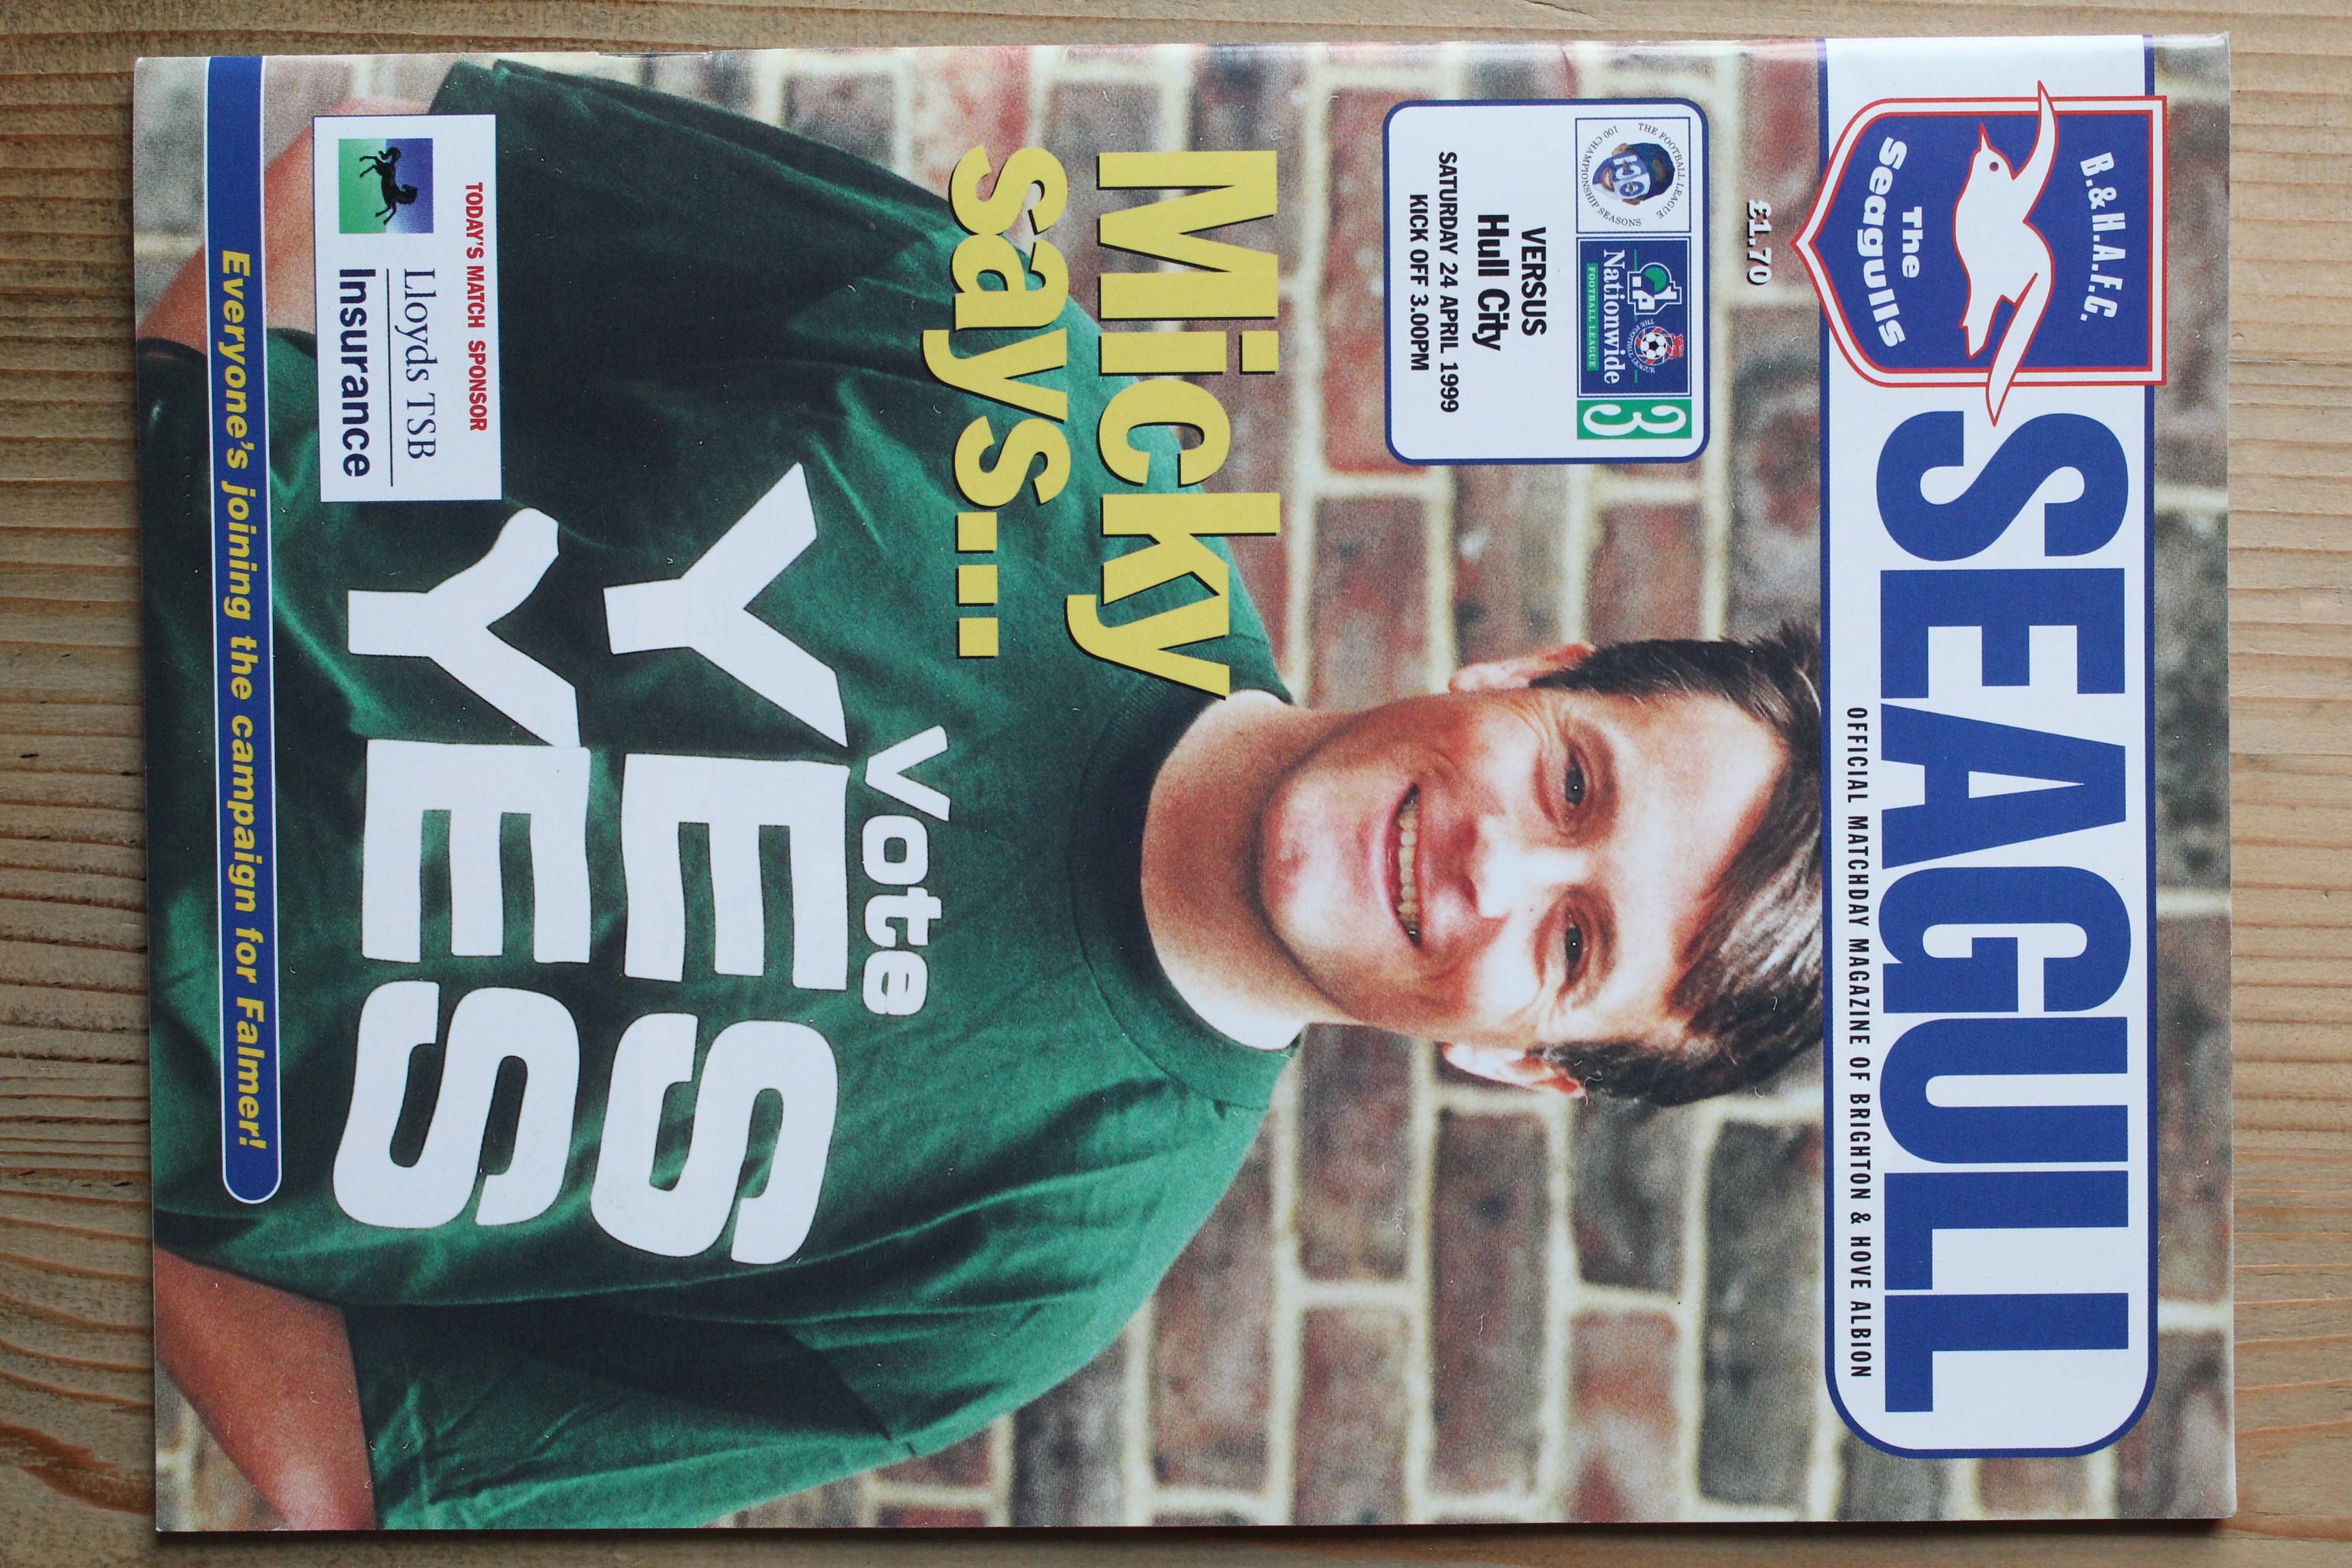 B.&H.A.F.C.
The
Seagulls
SEAGULL
OFFICIAL MATCHDAY MAGAZINE OF BRIGHTON & HOVE ALBION
£1.70
THE FOOTBALL LEAGUE
100 CHAMPIONSHIP SEASONS
Nationwide
FOOTBALL LEAGUE
3
VERSUS
Hull City
SATURDAY 24 APRIL 1999
KICK OFF 3.00PM
Micky
says...
Vote
YES
YES
TODAY'S MATCH SPONSOR
Lloyds TSB
Insurance
Everyone's joining the campaign for Falmer!